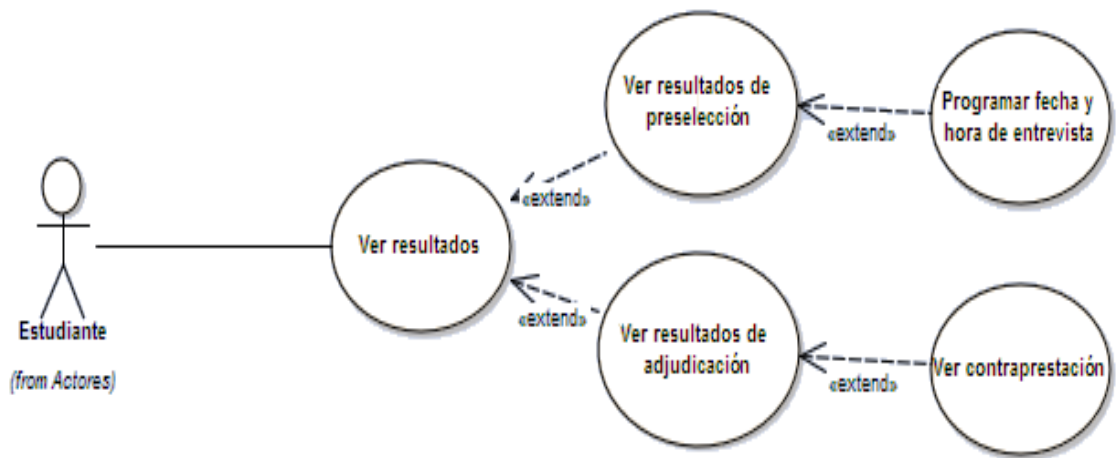 Ver resultados de
preselección
«extend»
Programar fecha y
hora de entrevista
«extend»
Ver resultados
Estudiante
(from Actores)
«extend»
Ver resultados de
adjudicación
«extend»
Ver contraprestación